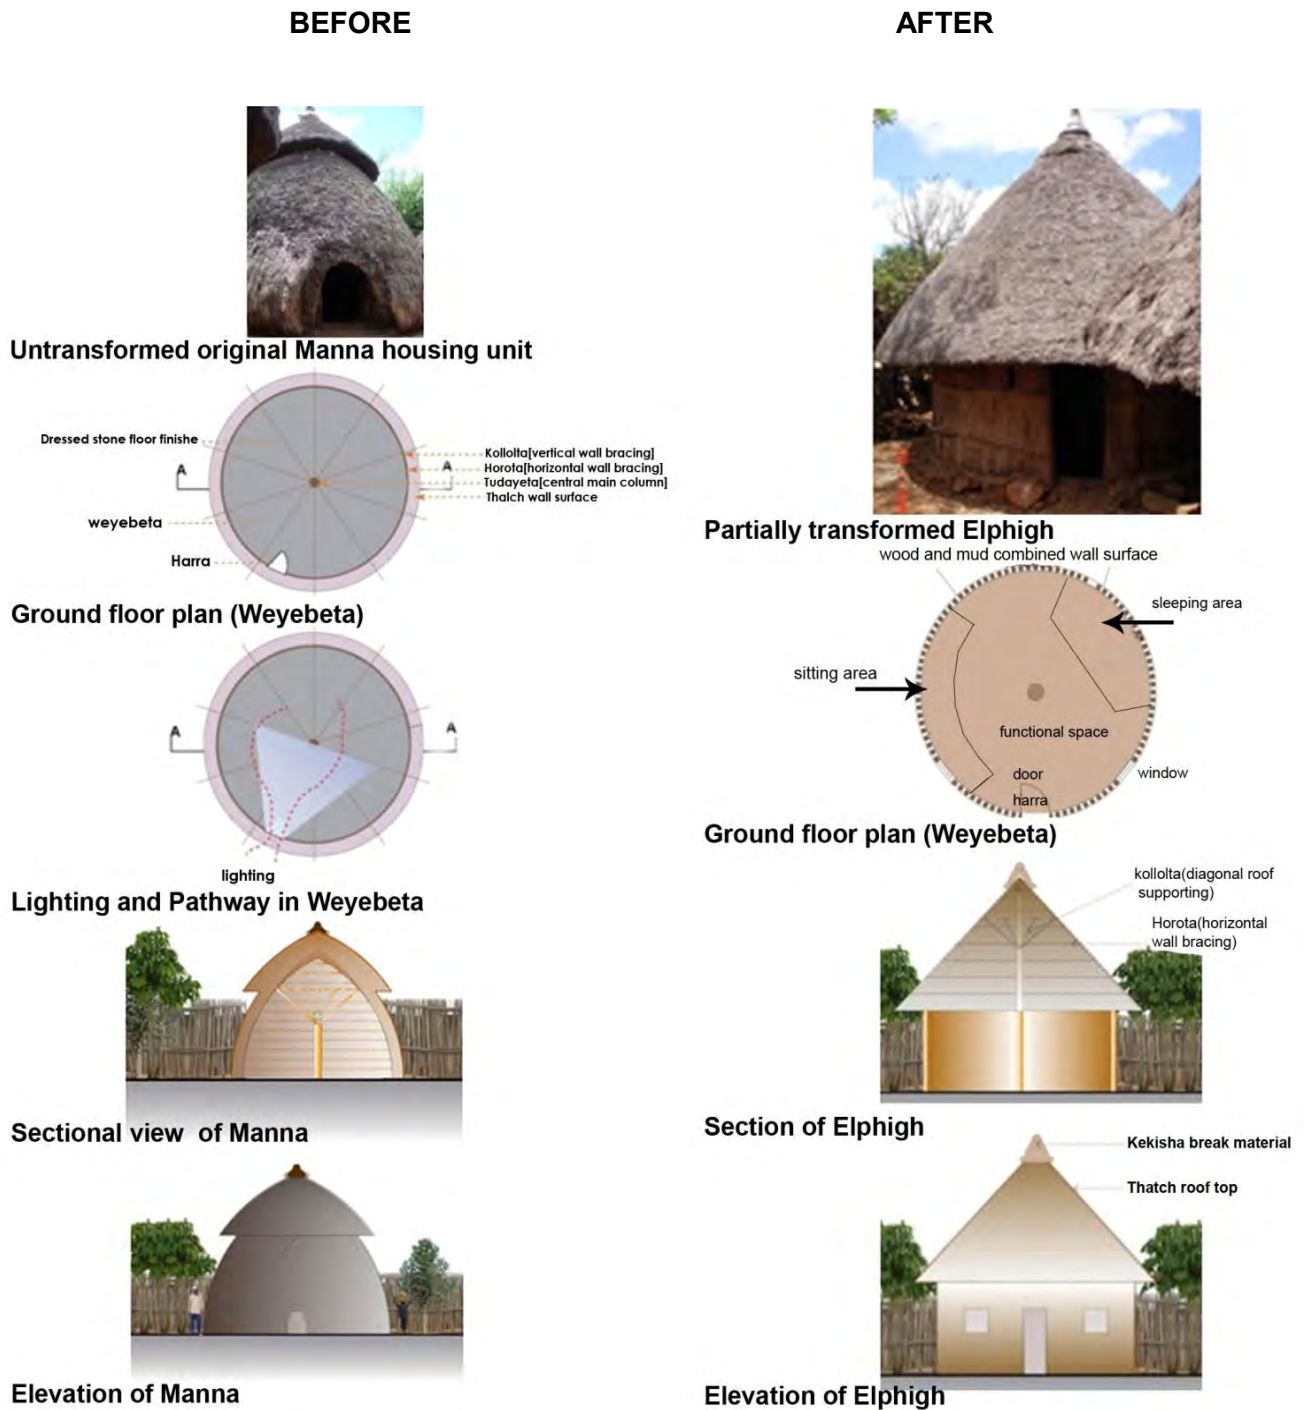 BEFORE
Untransformed original Manna housing unit
Dressed stone floor finishe
A
weyebeta
Harra
Kollolta[vertical wall bracing]
Horota[horizontal wall bracing]
A
Tudayeta[central main column]
Thalch wall surface
Ground floor plan (Weyebeta)
A
A
lighting
Lighting and Pathway in Weyebeta
Sectional view of Manna
Elevation of Manna
AFTER
Partially transformed Elphigh
wood and mud combined wall surface
sleeping area
sitting area
functional space
door
harra
window
Ground floor plan (Weyebeta)
kollolta(diagonal roof
supporting)
Horota(horizontal
wall bracing)
Section of Elphigh
Kekisha break material
Thatch roof top
Elevation of Elphigh